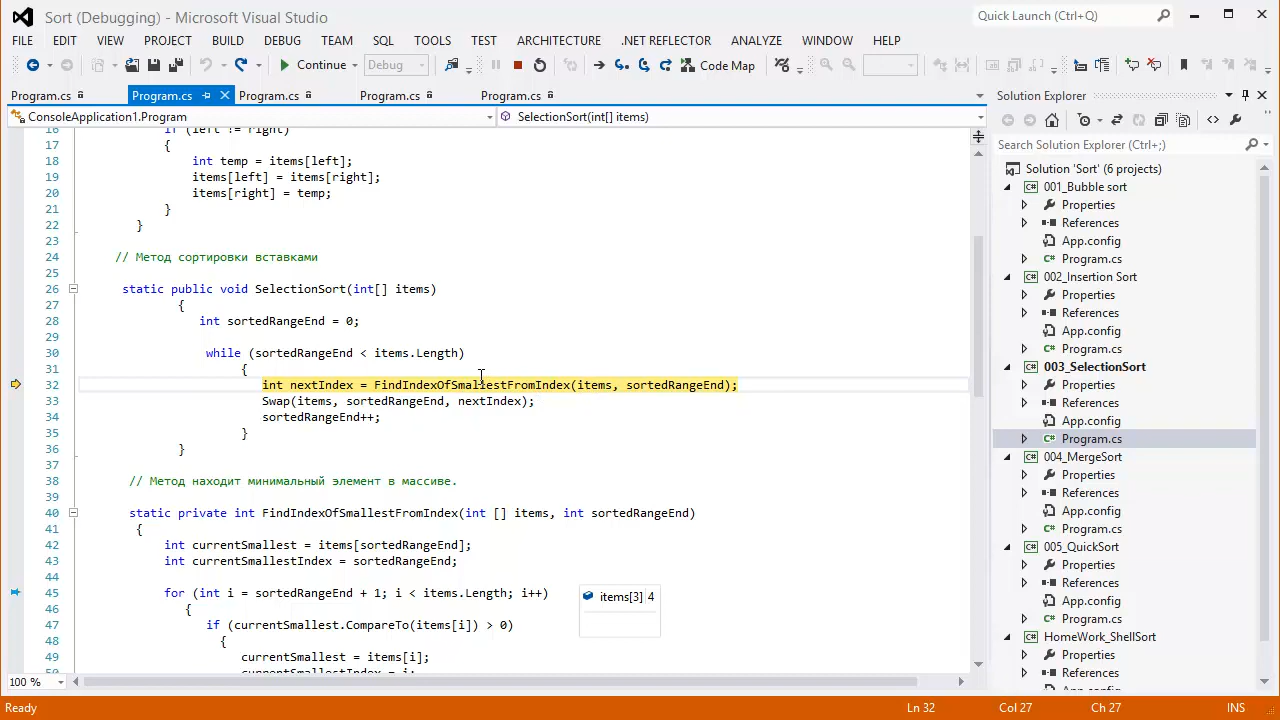 Sort (Debugging) - Microsoft Visual Studio
Quick Launch (Ctrl+Q)
FILE EDIT VIEW PROJECT BUILD DEBUG TEAM SQL TOOLS TEST ARCHITECTURE .NET REFLECTOR ANALYZE WINDOW HELP
Continue Debug Code Map
Program.cs Program.cs Program.cs Program.cs Program.cs
ConsoleApplication1.Program SelectionSort(int[] items)
16 if (left != right)
17 {
18 int temp = items[left];
19 items[left] = items[right];
20 items[right] = temp;
21 }
22 }
23
24 // Метод сортировки вставками
25
26 static public void SelectionSort(int[] items)
27 {
28 int sortedRangeEnd = 0;
29
30 while (sortedRangeEnd < items.Length)
31 {
32 int nextIndex = FindIndexOfSmallestFromIndex(items, sortedRangeEnd);
33 Swap(items, sortedRangeEnd, nextIndex);
34 sortedRangeEnd++;
35 }
36 }
37
38 // Метод находит минимальный элемент в массиве.
39
40 static private int FindIndexOfSmallestFromIndex(int [] items, int sortedRangeEnd)
41 {
42 int currentSmallest = items[sortedRangeEnd];
43 int currentSmallestIndex = sortedRangeEnd;
44
45 for (int i = sortedRangeEnd + 1; i < items.Length; i++)
46 {
47 if (currentSmallest.CompareTo(items[i]) > 0)
48 {
49 currentSmallest = items[i];
50 currentSmallestIndex = i;
items[3] 4
100 %
Solution Explorer
Search Solution Explorer (Ctrl+;)
Solution 'Sort' (6 projects)
001_Bubble sort
Properties
References
App.config
Program.cs
002_Insertion Sort
Properties
References
App.config
Program.cs
003_SelectionSort
Properties
References
App.config
Program.cs
004_MergeSort
Properties
References
App.config
Program.cs
005_QuickSort
Properties
References
App.config
Program.cs
HomeWork_ShellSort
Properties
References
App.config
Ready Ln 32 Col 27 Ch 27 INS